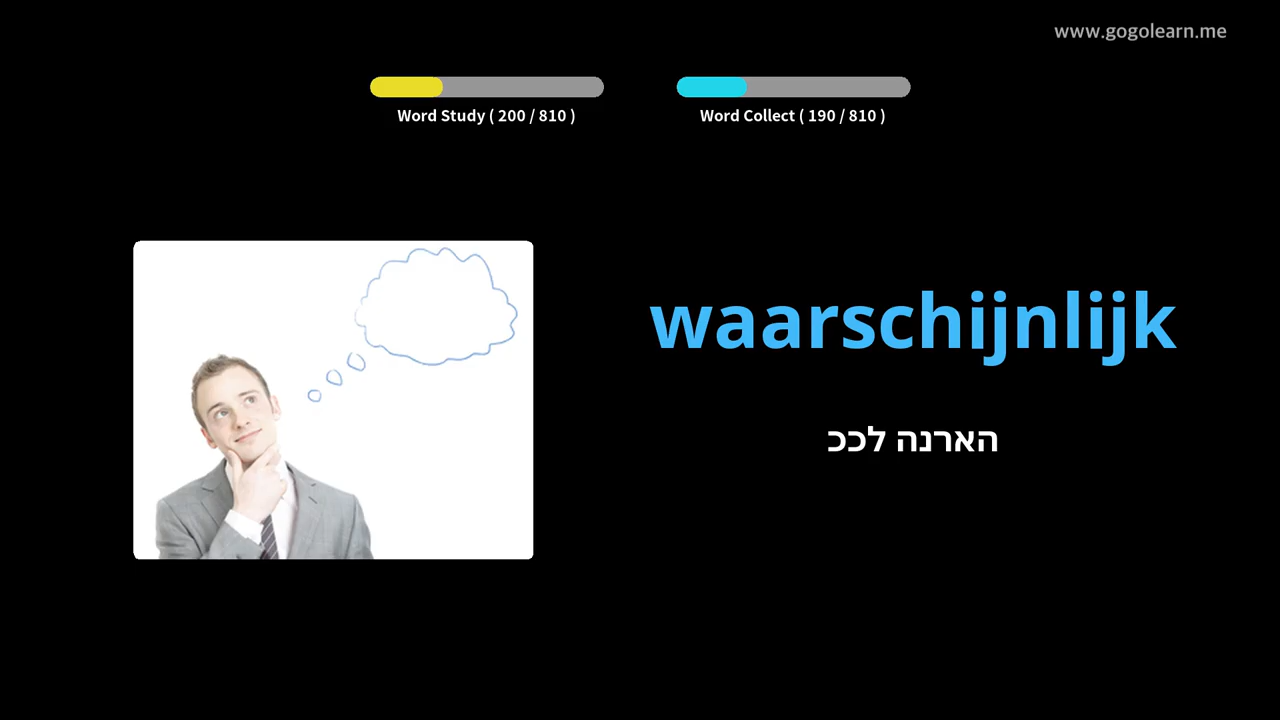 www.gogolearn.me
Word Study ( 200 / 810 )
Word Collect ( 190 / 810 )
waarschijnlijk
הארנה לככ